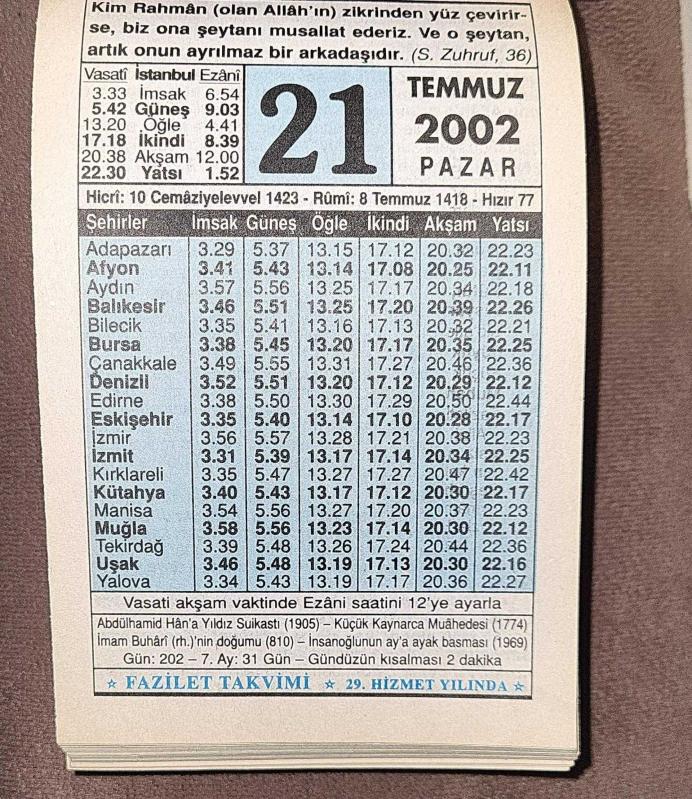 Kim Rahmân (olan Allâh'ın) zikrinden yüz çevirir-
se, biz ona şeytanı musallat ederiz. Ve o şeytan,
artık onun ayrılmaz bir arkadaşıdır. (S. Zuhruf, 36)
Vasatî İstanbul Ezânî
3.33 İmsak 6.54
5.42 Güneş 9.03
13.20 Öğle 4.41
17.18 İkindi 8.39
20.38 Akşam 12.00
22.30 Yatsı 1.52
21
TEMMUZ
2002
PAZAR
Hicrî: 10 Cemâziyelevvel 1423 - Rûmî: 8 Temmuz 1418 - Hızır 77
Şehirler İmsak Güneş Öğle İkindi Akşam Yatsı
Adapazarı 3.29 5.37 13.15 17.12 20.32 22.23
Afyon 3.41 5.43 13.14 17.08 20.25 22.11
Aydın 3.57 5.56 13.25 17.17 20.34 22.18
Balıkesir 3.46 5.51 13.25 17.20 20.39 22.26
Bilecik 3.35 5.41 13.16 17.13 20.32 22.21
Bursa 3.38 5.45 13.20 17.17 20.35 22.25
Çanakkale 3.49 5.55 13.31 17.27 20.46 22.36
Denizli 3.52 5.51 13.20 17.12 20.29 22.12
Edirne 3.38 5.50 13.30 17.29 20.50 22.44
Eskişehir 3.35 5.40 13.14 17.10 20.28 22.17
İzmir 3.56 5.57 13.28 17.21 20.38 22.23
İzmit 3.31 5.39 13.17 17.14 20.34 22.25
Kırklareli 3.35 5.47 13.27 17.27 20.47 22.42
Kütahya 3.40 5.43 13.17 17.12 20.30 22.17
Manisa 3.54 5.56 13.27 17.20 20.37 22.23
Muğla 3.58 5.56 13.23 17.14 20.30 22.12
Tekirdağ 3.39 5.48 13.26 17.24 20.44 22.36
Uşak 3.46 5.48 13.19 17.13 20.30 22.16
Yalova 3.34 5.43 13.19 17.17 20.36 22.27
Vasati akşam vaktinde Ezâni saatini 12'ye ayarla
Abdülhamid Hân'a Yıldız Suikastı (1905) – Küçük Kaynarca Muâhedesi (1774)
İmam Buhârî (rh.)'nin doğumu (810) – İnsanoğlunun ay'a ayak basması (1969)
Gün: 202 – 7. Ay: 31 Gün – Gündüzün kısalması 2 dakika
☆ FAZİLET TAKVİMİ ☆ 29. HİZMET YILINDA ☆